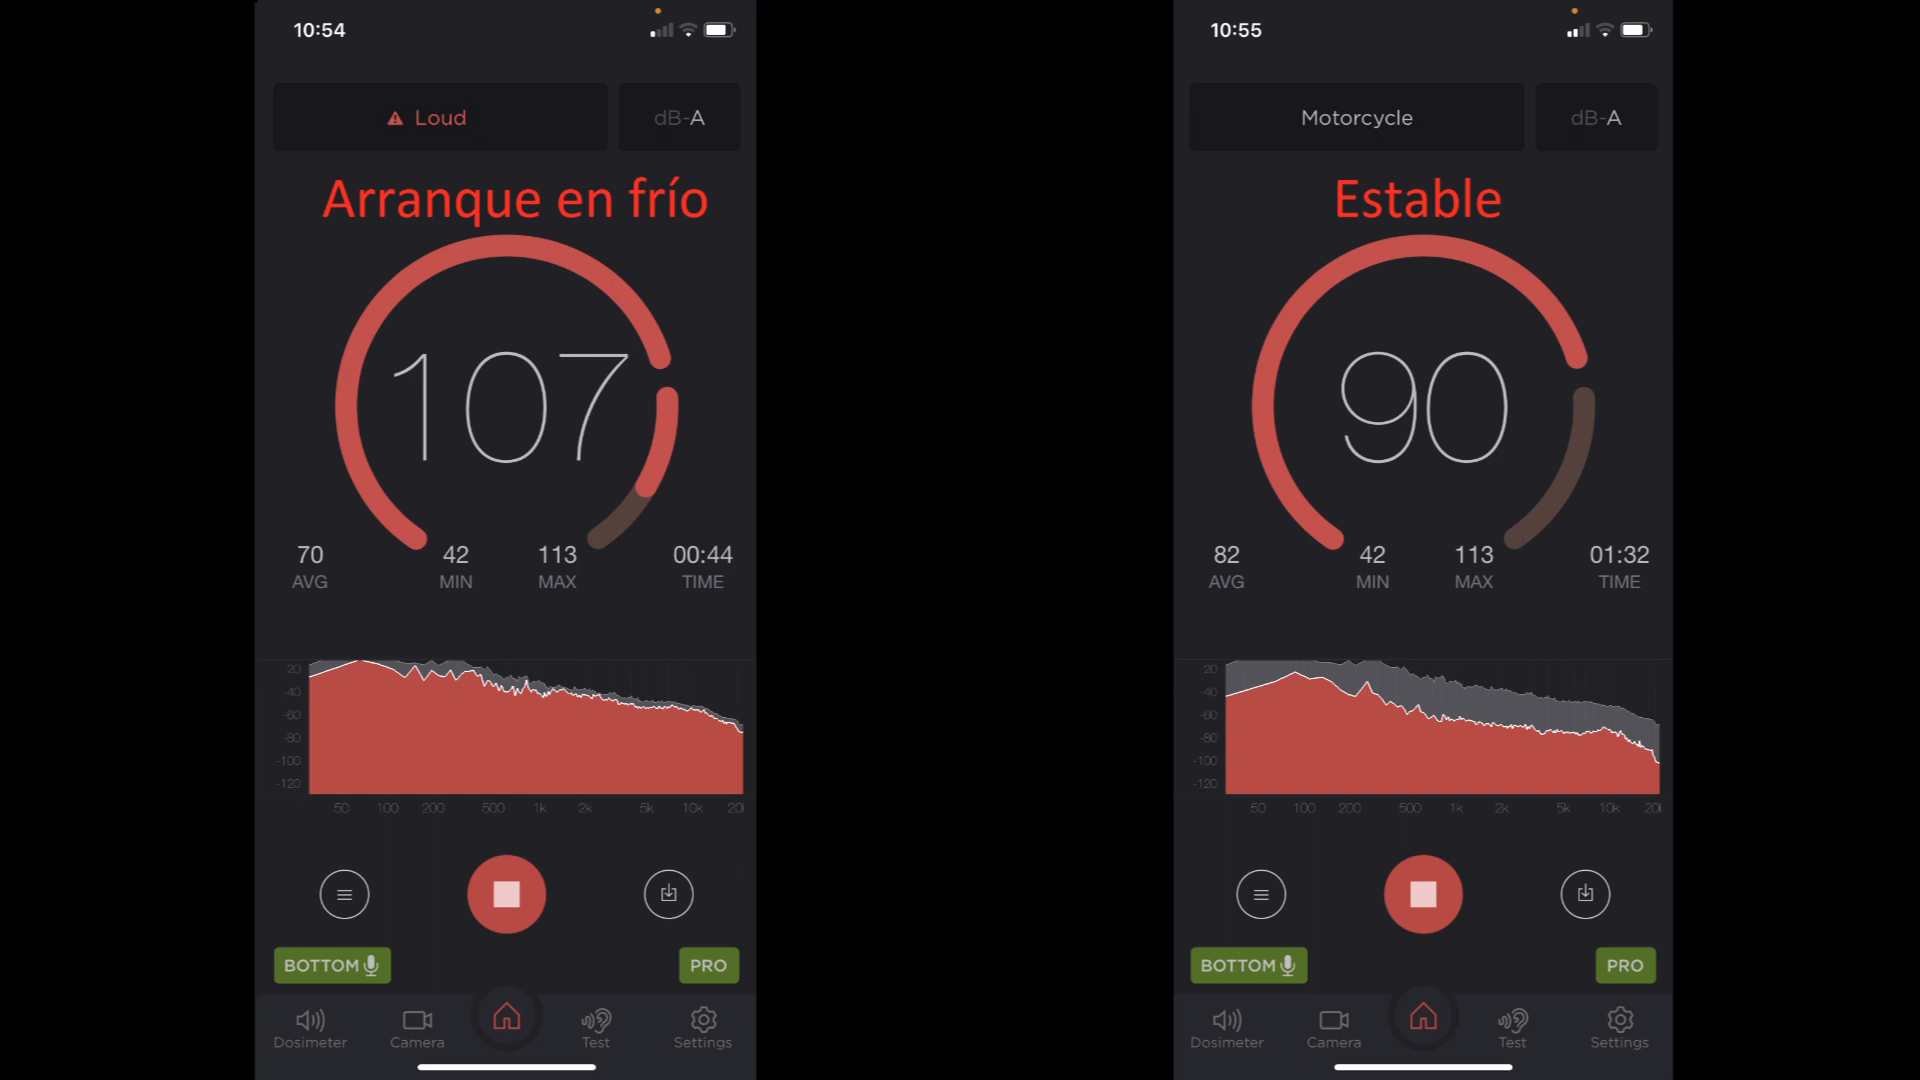 10:54
Loud
dB-A
Arranque en frío
107
70
42
113
00:44
AVG
MIN
MAX
TIME
-20
-40
-60
-80
-100
-120
50 100 200 500 1k 2k 5k 10k 20
BOTTOM
PRO
Dosimeter
Camera
Test
Settings
10:55
Motorcycle
dB-A
Estable
90
82
42
113
01:32
AVG
MIN
MAX
TIME
-20
-40
-60
-80
-100
-120
50 100 200 500 1k 2k 5k 10k 20
BOTTOM
PRO
Dosimeter
Camera
Test
Settings